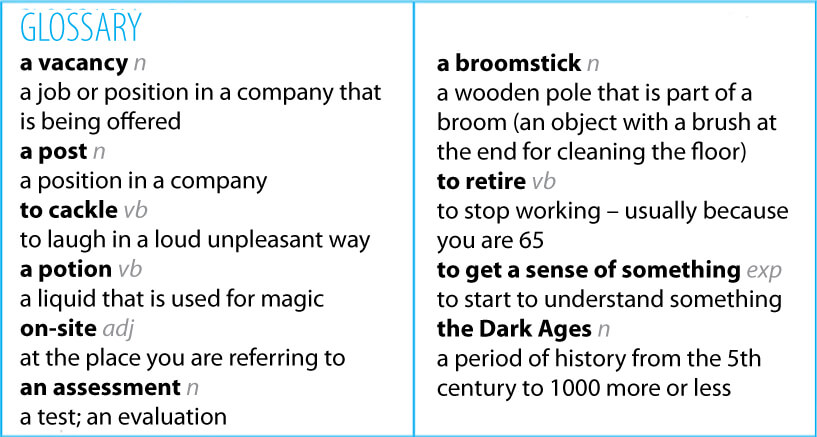 GLOSSARY
a vacancy n
a job or position in a company that
is being offered
a post n
a position in a company
to cackle vb
to laugh in a loud unpleasant way
a potion vb
a liquid that is used for magic
on-site adj
at the place you are referring to
an assessment n
a test; an evaluation
a broomstick n
a wooden pole that is part of a
broom (an object with a brush at
the end for cleaning the floor)
to retire vb
to stop working – usually because
you are 65
to get a sense of something exp
to start to understand something
the Dark Ages n
a period of history from the 5th
century to 1000 more or less